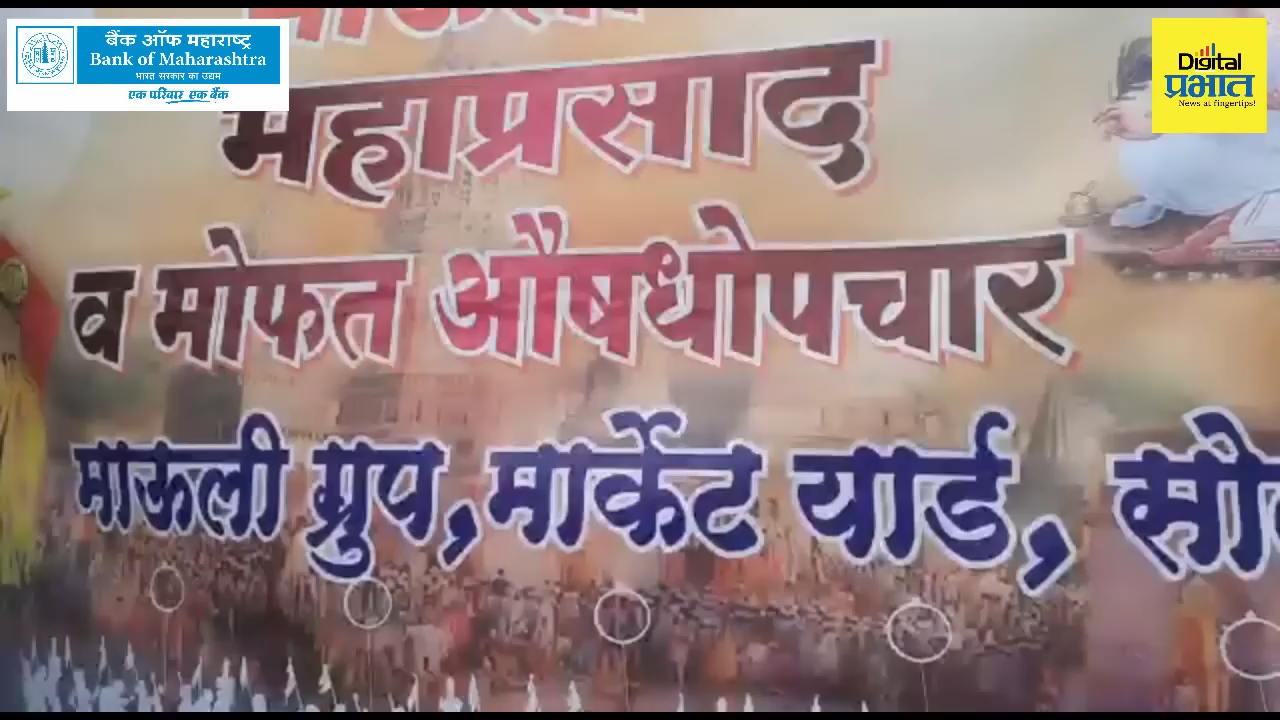 बैंक ऑफ महाराष्ट्र
Bank of Maharashtra
भारत सरकार का उद्यम
एक परिवार एक बैंक
Digital
प्रभात
News at fingertips!
महाप्रसाद
व मोफत औषधोपचार
माऊली ग्रुप, मार्केट यार्ड,